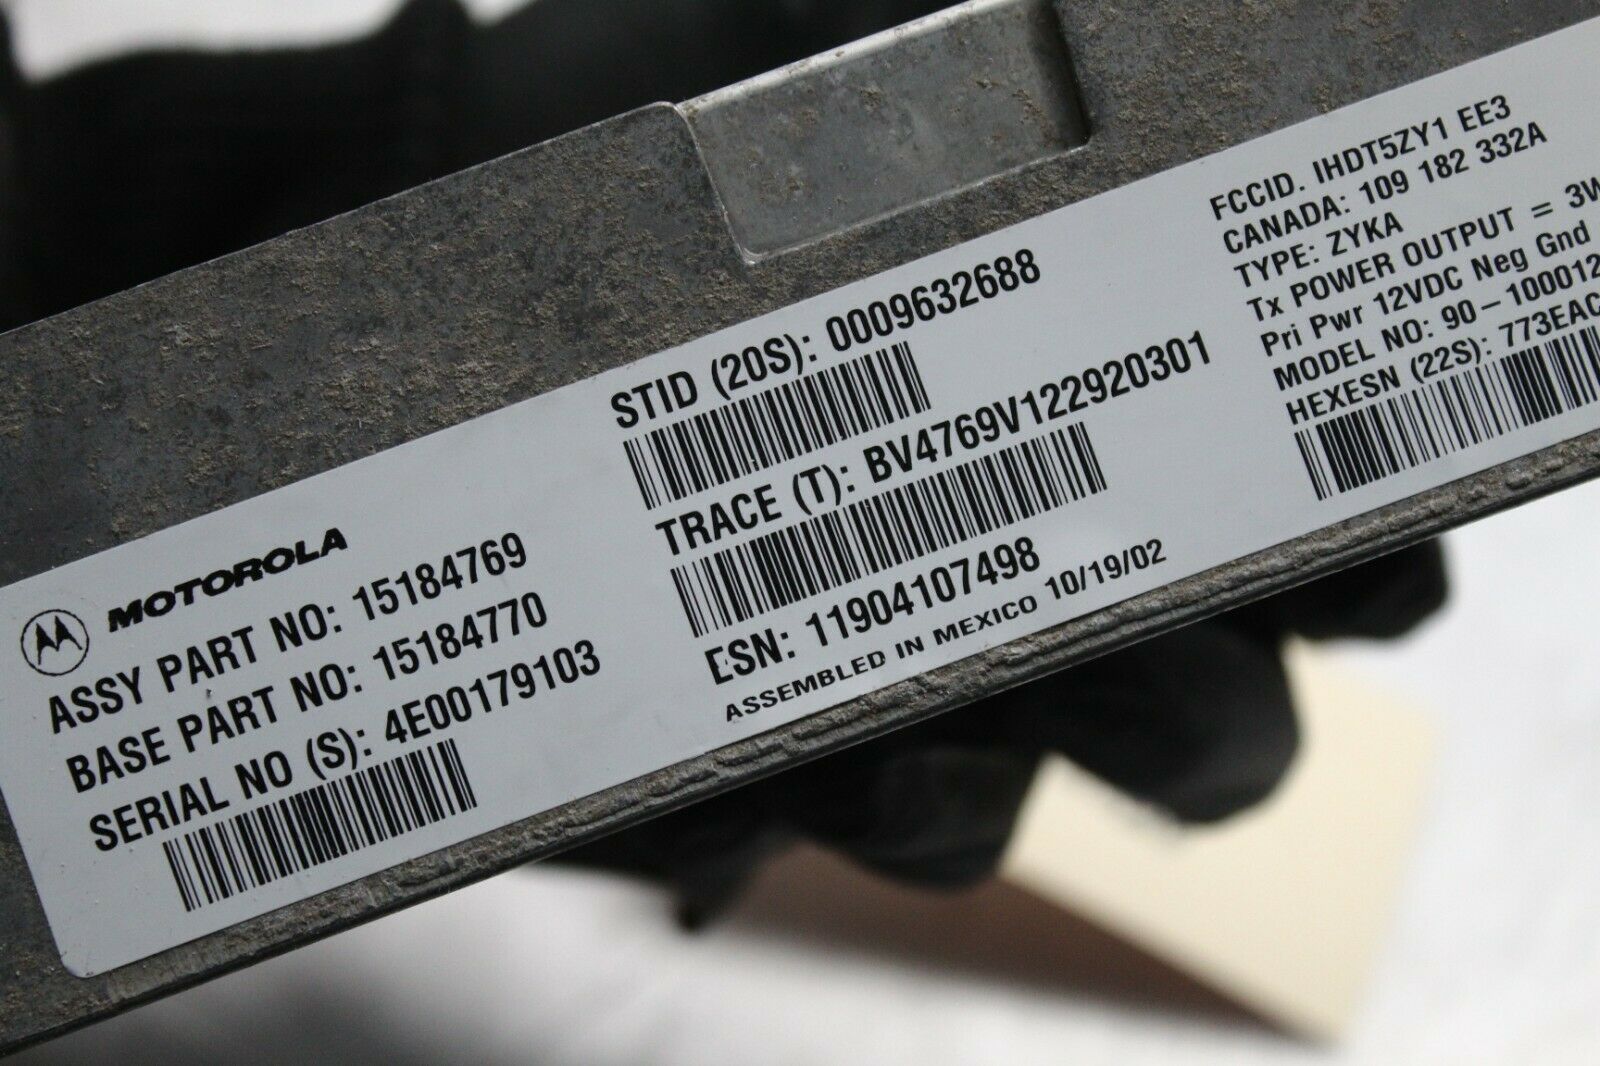 MOTOROLA
ASSY PART NO: 15184769
BASE PART NO: 15184770
SERIAL NO (S): 4E00179103
STID (20S): 0009632688
TRACE (T): BV4769V122920301
ESN: 11904107498
ASSEMBLED IN MEXICO 10/19/02
FCCID. IHDT5ZY1 EE3
CANADA: 109 182 332A
TYPE: ZYKA
Tx POWER OUTPUT = 3W
Pri Pwr 12VDC Neg Gnd
MODEL NO: 90-100012
HEXESN (22S): 773EAC